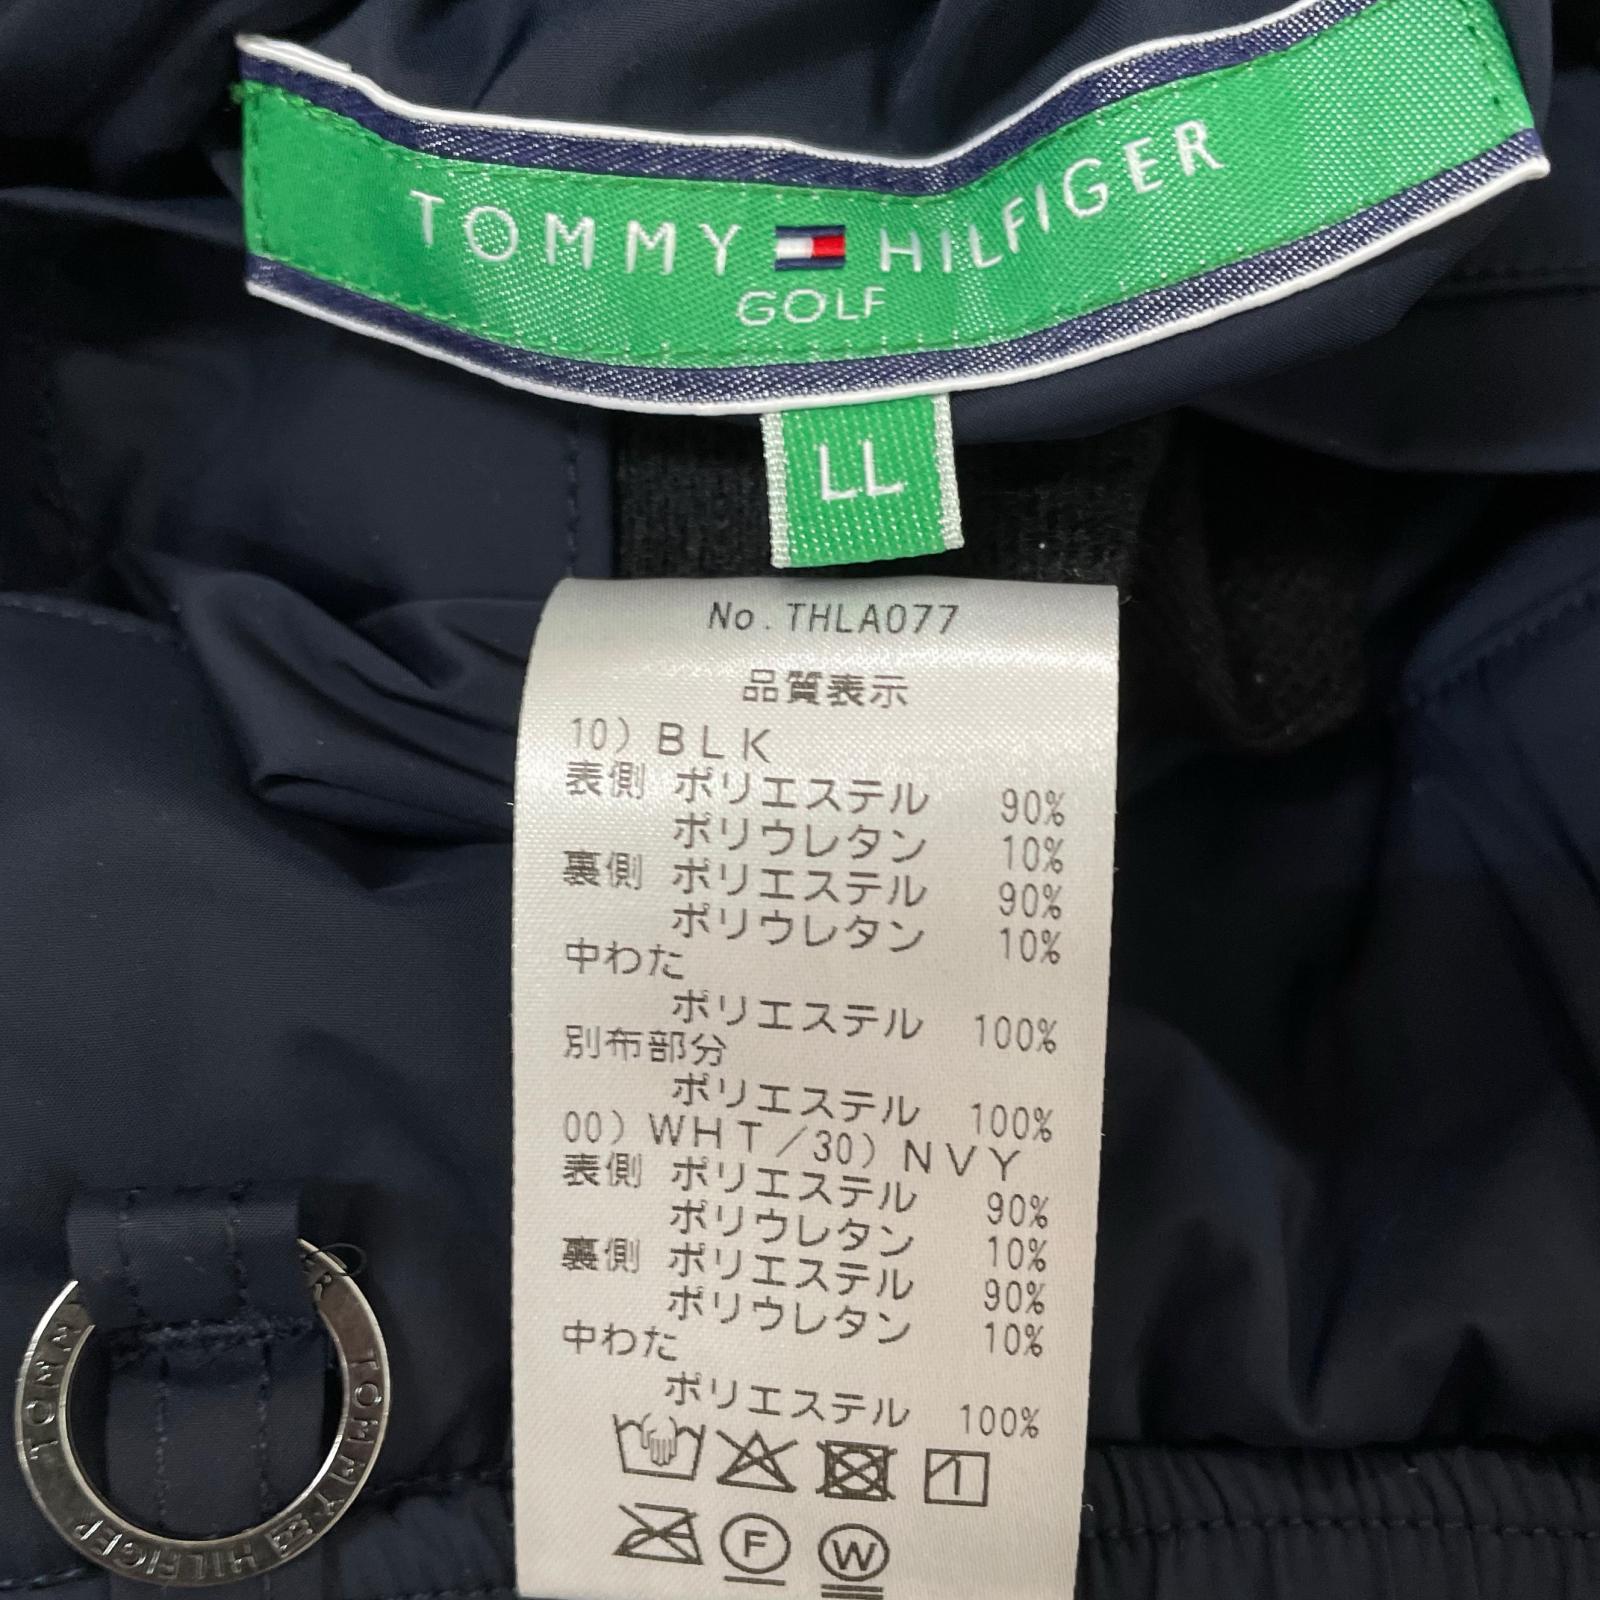 TOMMY HILFIGER
GOLF
LL
No.THLA077
品質表示
10)BLK
表側 ポリエステル 90%
ポリウレタン 10%
裏側 ポリエステル 90%
ポリウレタン 10%
中わた
ポリエステル 100%
別布部分
ポリエステル 100%
00)WHT/30)NVY
表側 ポリエステル 90%
ポリウレタン 10%
裏側 ポリエステル 90%
ポリウレタン 10%
中わた
ポリエステル 100%
F W
TOMMY HILFIGER TOMMY